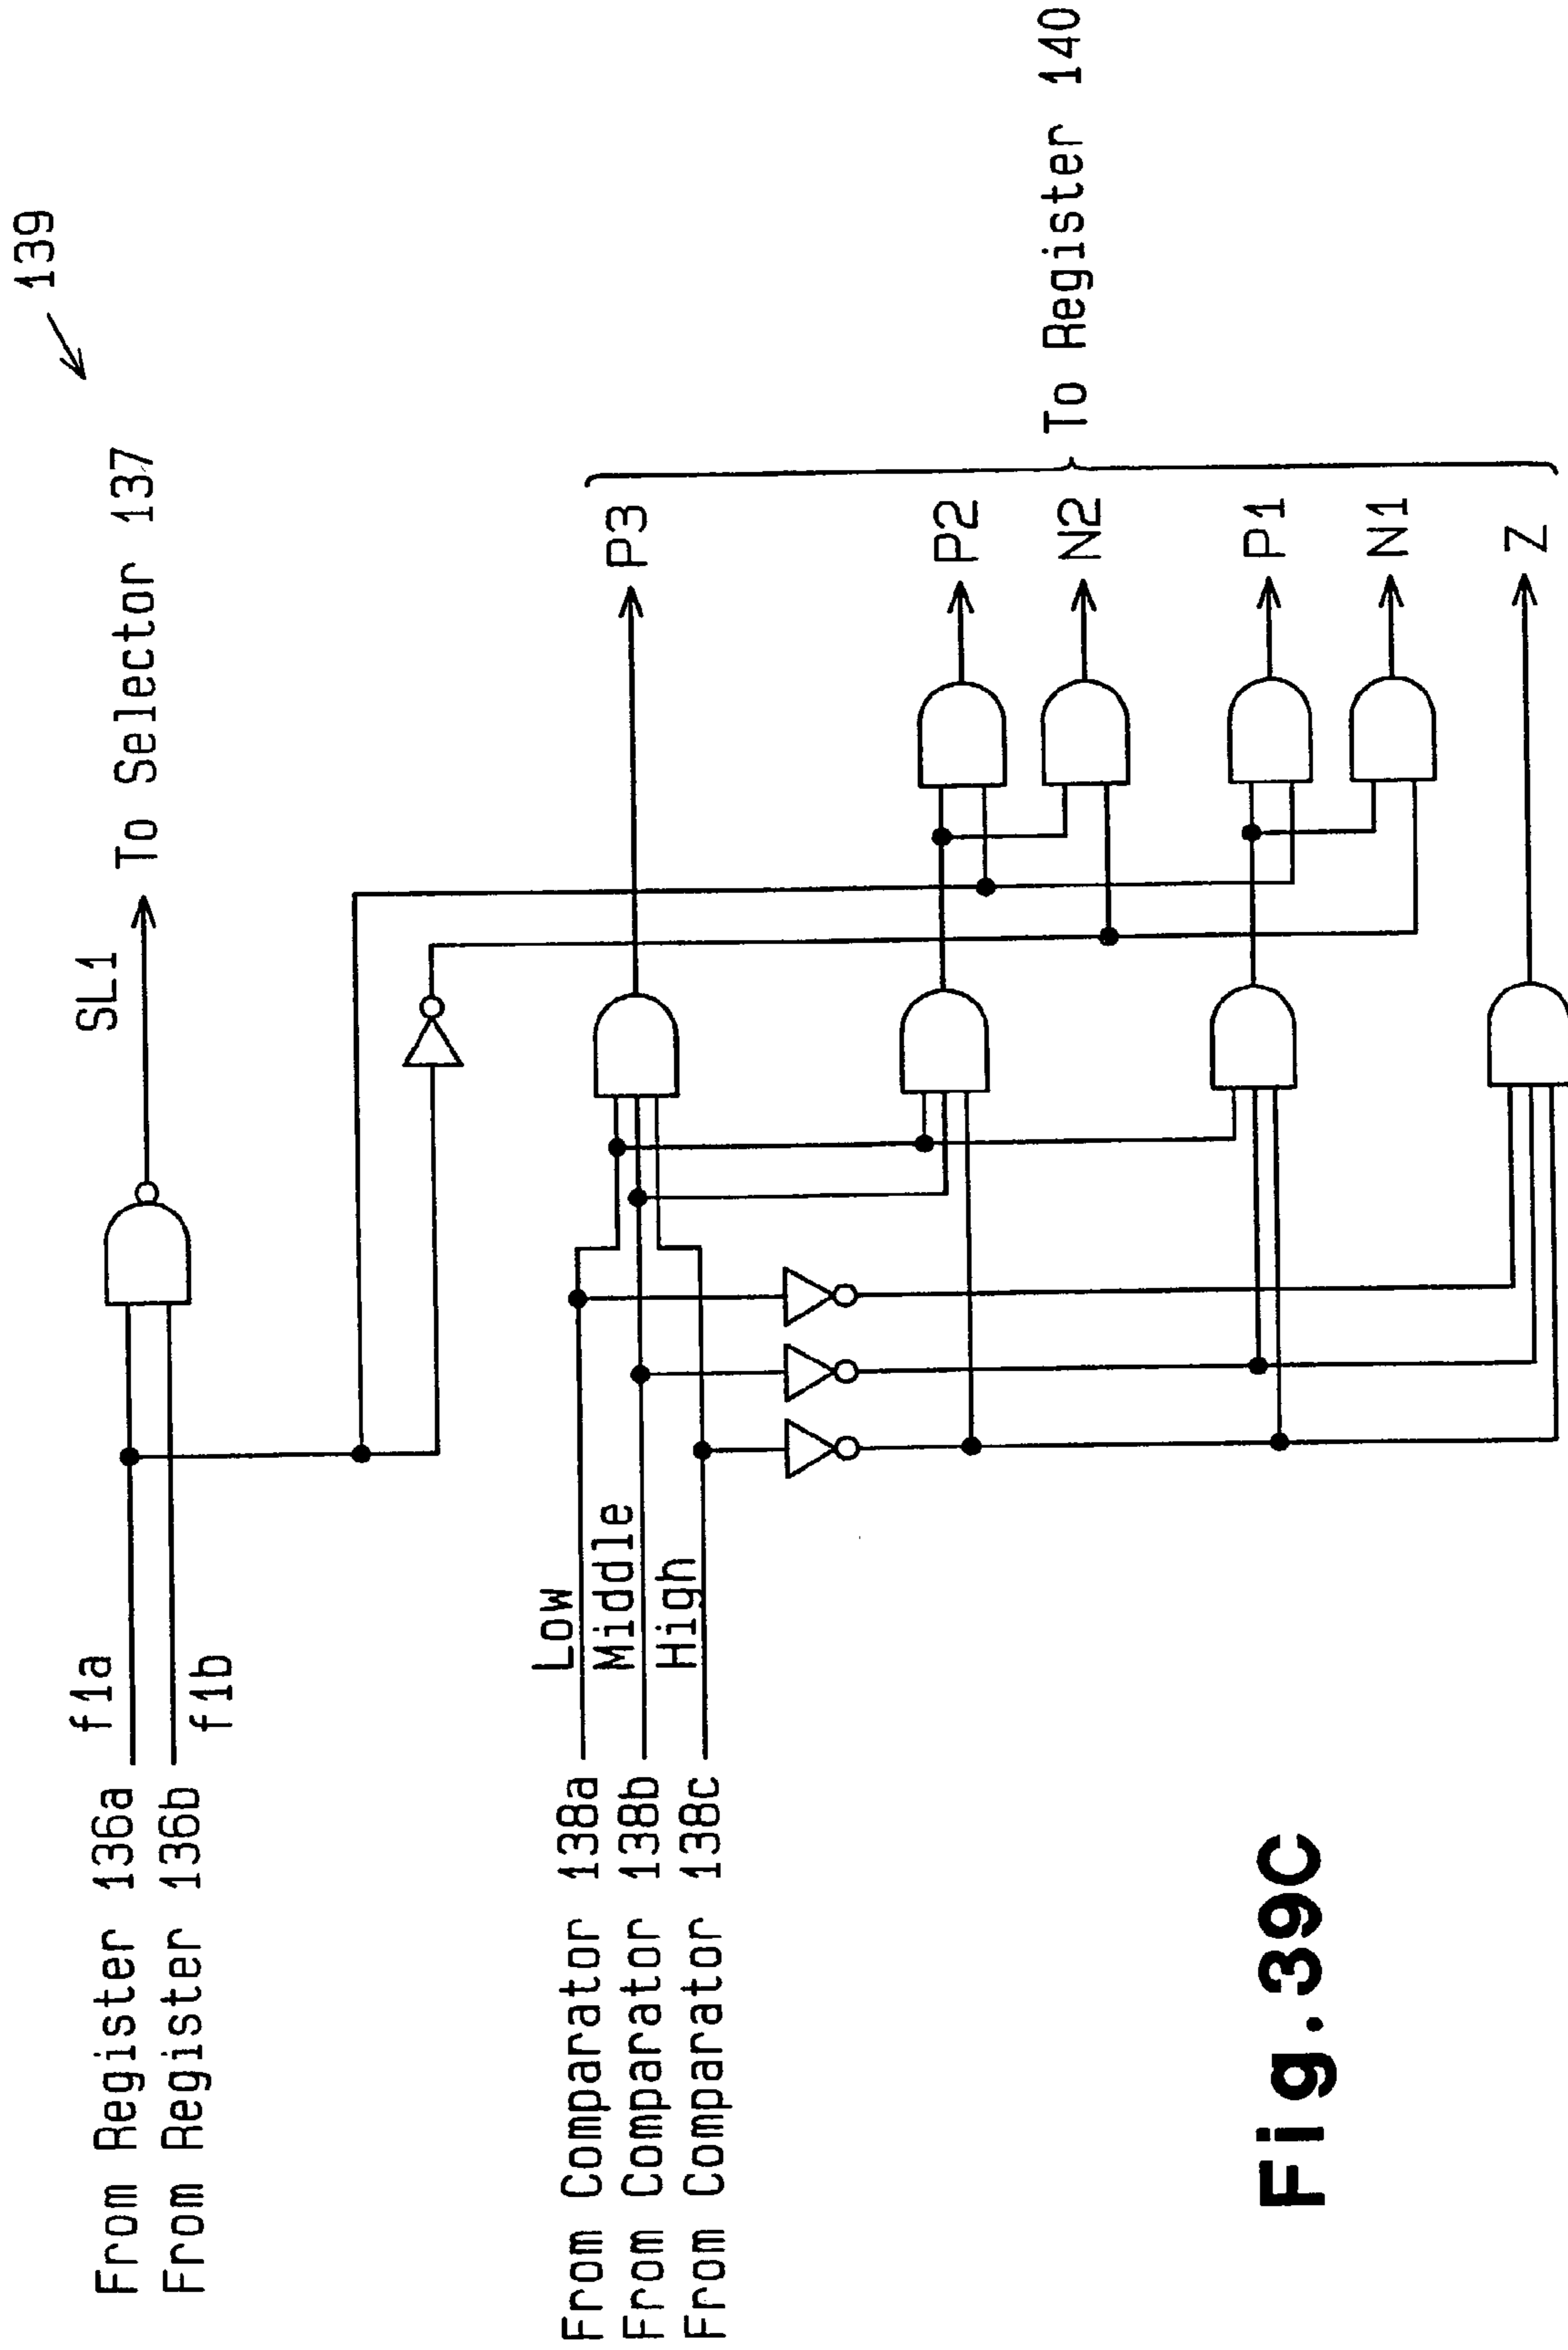 139
SL1
To Selector 137
From Register 136a
f1a
From Register 136b
f1b
From Comparator 138a
Low
From Comparator 138b
Middle
From Comparator 138c
High
P3
P2
N2
P1
N1
Z
To Register 140
Fig.39C